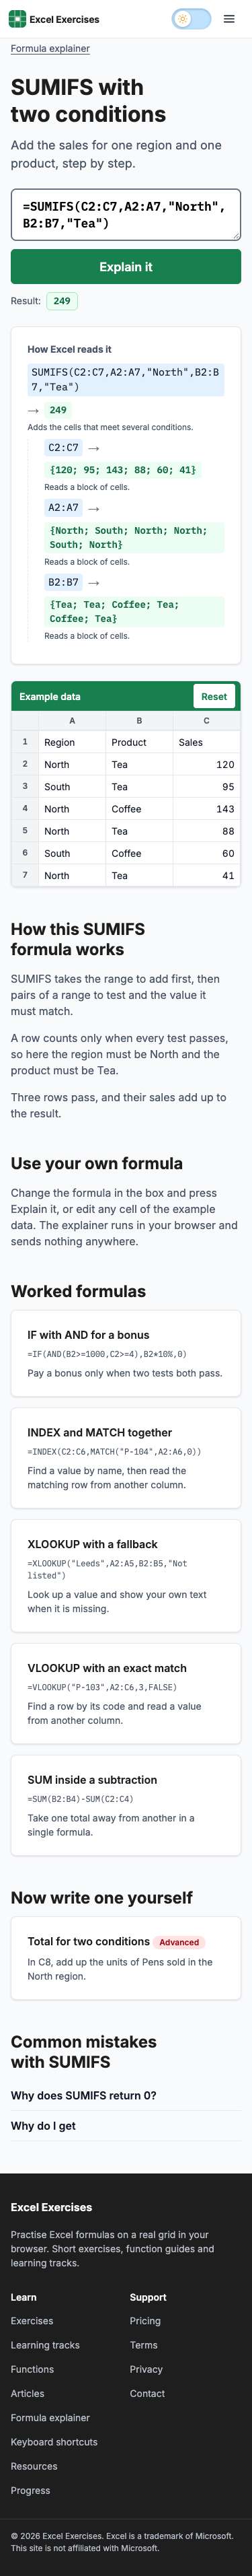 Excel Exercises
Formula explainer
SUMIFS with
two conditions
Add the sales for one region and one
product, step by step.
=SUMIFS(C2:C7,A2:A7,"North",
B2:B7,"Tea")
Explain it
Result: 249
How Excel reads it
SUMIFS(C2:C7,A2:A7,"North",B2:B
7,"Tea")
→ 249
Adds the cells that meet several conditions.
C2:C7 →
{120; 95; 143; 88; 60; 41}
Reads a block of cells.
A2:A7 →
{North; South; North; North;
South; North}
Reads a block of cells.
B2:B7 →
{Tea; Tea; Coffee; Tea;
Coffee; Tea}
Reads a block of cells.
Example data Reset
A B C
1 Region Product Sales
2 North Tea 120
3 South Tea 95
4 North Coffee 143
5 North Tea 88
6 South Coffee 60
7 North Tea 41
How this SUMIFS
formula works
SUMIFS takes the range to add first, then
pairs of a range to test and the value it
must match.
A row counts only when every test passes,
so here the region must be North and the
product must be Tea.
Three rows pass, and their sales add up to
the result.
Use your own formula
Change the formula in the box and press
Explain it, or edit any cell of the example
data. The explainer runs in your browser and
sends nothing anywhere.
Worked formulas
IF with AND for a bonus
=IF(AND(B2>=1000,C2>=4),B2*10%,0)
Pay a bonus only when two tests both pass.
INDEX and MATCH together
=INDEX(C2:C6,MATCH("P-104",A2:A6,0))
Find a value by name, then read the
matching row from another column.
XLOOKUP with a fallback
=XLOOKUP("Leeds",A2:A5,B2:B5,"Not
listed")
Look up a value and show your own text
when it is missing.
VLOOKUP with an exact match
=VLOOKUP("P-103",A2:C6,3,FALSE)
Find a row by its code and read a value
from another column.
SUM inside a subtraction
=SUM(B2:B4)-SUM(C2:C4)
Take one total away from another in a
single formula.
Now write one yourself
Total for two conditions Advanced
In C8, add up the units of Pens sold in the
North region.
Common mistakes
with SUMIFS
Why does SUMIFS return 0?
Why do I get
Excel Exercises
Practise Excel formulas on a real grid in your
browser. Short exercises, function guides and
learning tracks.
Learn Support
Exercises Pricing
Learning tracks Terms
Functions Privacy
Articles Contact
Formula explainer
Keyboard shortcuts
Resources
Progress
© 2026 Excel Exercises. Excel is a trademark of Microsoft.
This site is not affiliated with Microsoft.